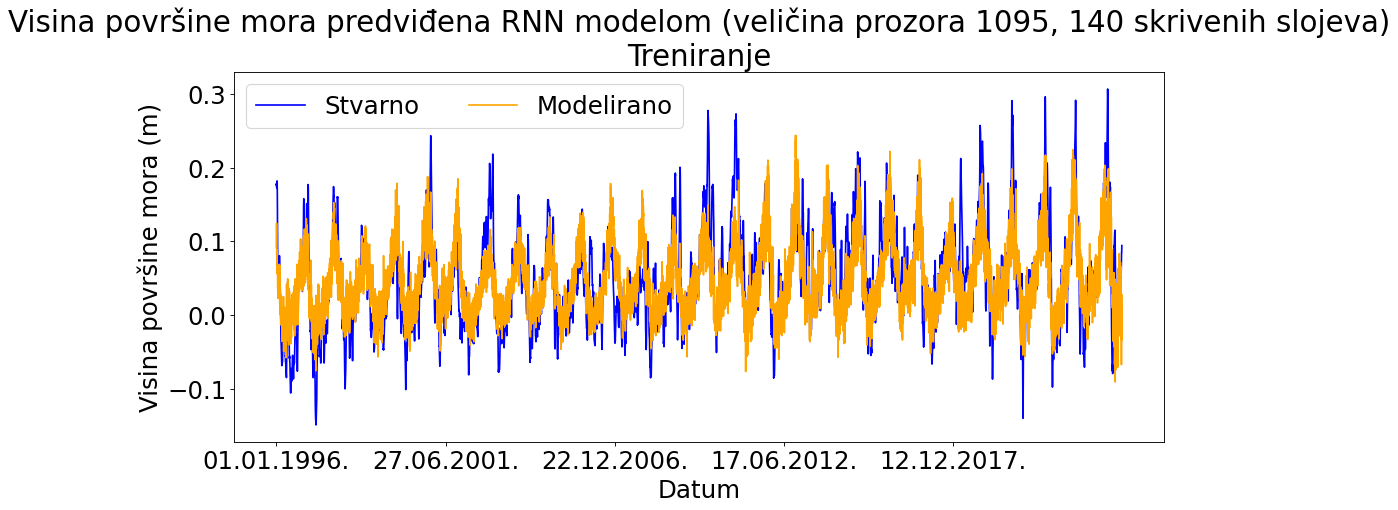 Visina površine mora predviđena RNN modelom (veličina prozora 1095, 140 skrivenih slojeva)
Treniranje
Stvarno Modelirano
Visina površine mora (m)
0.3
0.2
0.1
0.0
−0.1
01.01.1996. 27.06.2001. 22.12.2006. 17.06.2012. 12.12.2017.
Datum